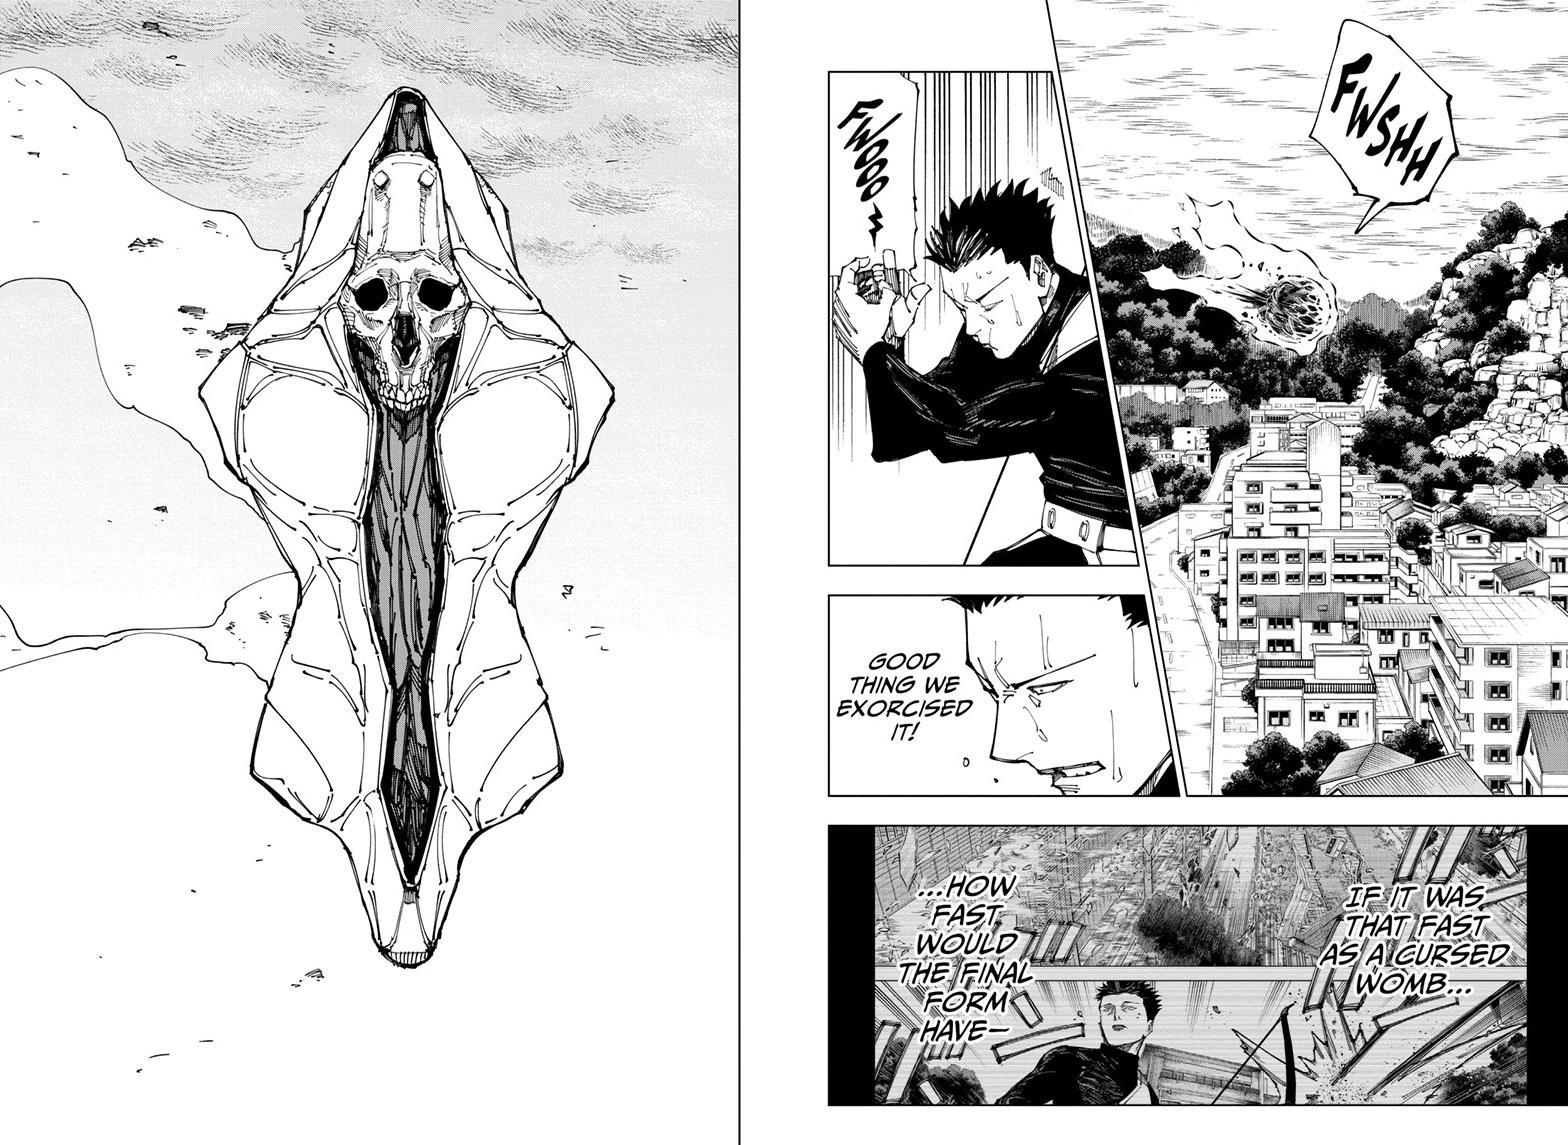 FWSHH
FWOOO
GOOD
THING WE
EXORCISED
IT!
IF IT WAS
THAT FAST
AS A CURSED
WOMB...
...HOW
FAST
WOULD
THE FINAL
FORM
HAVE—